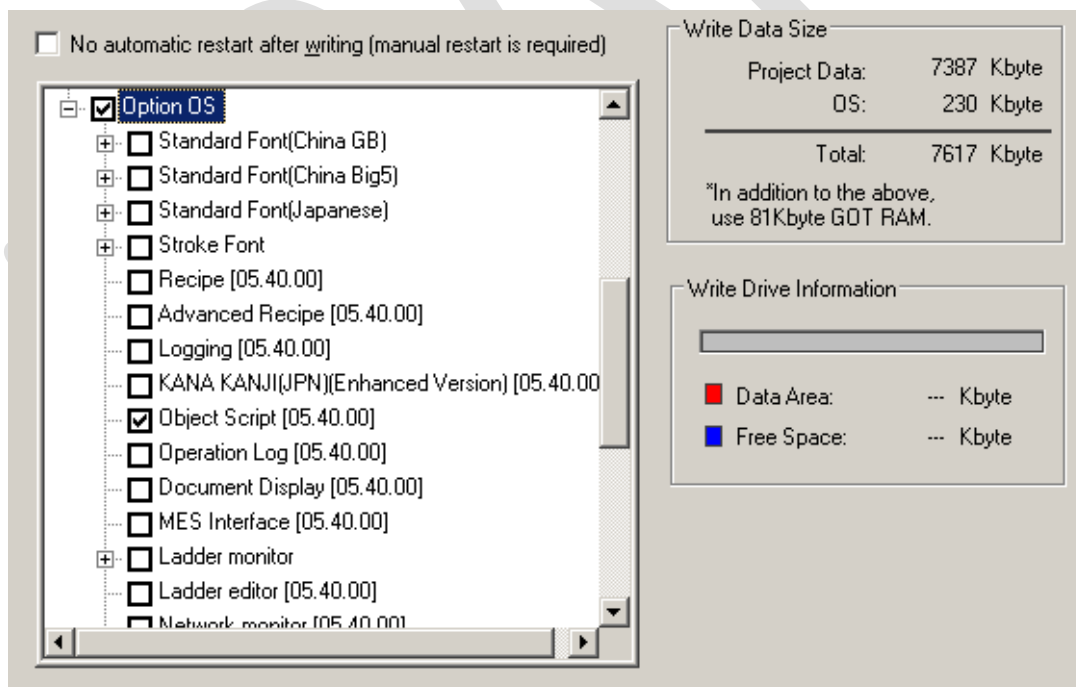 No automatic restart after writing (manual restart is required)
Option OS
Standard Font(China GB)
Standard Font(China Big5)
Standard Font(Japanese)
Stroke Font
Recipe [05.40.00]
Advanced Recipe [05.40.00]
Logging [05.40.00]
KANA KANJI(JPN)(Enhanced Version) [05.40.00
Object Script [05.40.00]
Operation Log [05.40.00]
Document Display [05.40.00]
MES Interface [05.40.00]
Ladder monitor
Ladder editor [05.40.00]
Network monitor [05.40.00]
Write Data Size
Project Data: 7387 Kbyte
OS: 230 Kbyte
Total: 7617 Kbyte
*In addition to the above,
use 81Kbyte GOT RAM.
Write Drive Information
Data Area: --- Kbyte
Free Space: --- Kbyte